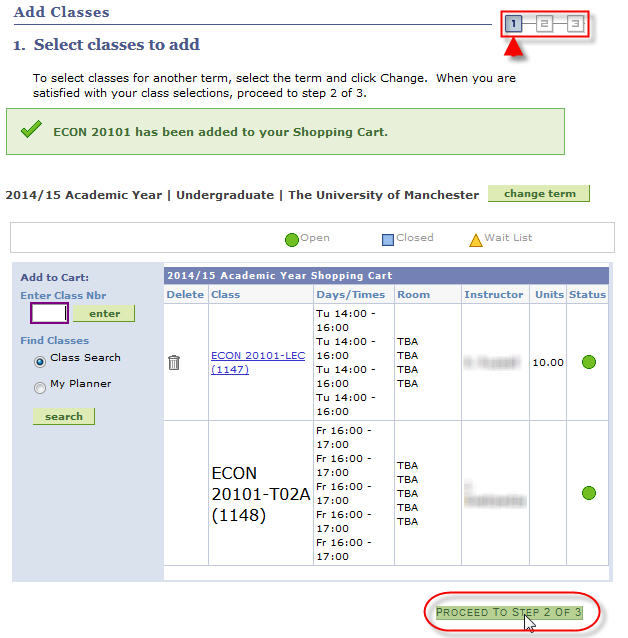 Add Classes
1 2 3
1. Select classes to add
To select classes for another term, select the term and click Change. When you are
satisfied with your class selections, proceed to step 2 of 3.
ECON 20101 has been added to your Shopping Cart.
2014/15 Academic Year | Undergraduate | The University of Manchester
change term
Open
Closed
Wait List
Add to Cart:
Enter Class Nbr
enter
Find Classes
Class Search
My Planner
search
2014/15 Academic Year Shopping Cart
Delete Class Days/Times Room Instructor Units Status
ECON 20101-LEC
(1147)
Tu 14:00 -
16:00
Tu 14:00 -
16:00
Tu 14:00 -
16:00
Tu 14:00 -
16:00
TBA
TBA
TBA
TBA
10.00
ECON
20101-T02A
(1148)
Fr 16:00 -
17:00
Fr 16:00 -
17:00
Fr 16:00 -
17:00
Fr 16:00 -
17:00
Fr 16:00 -
17:00
TBA
TBA
TBA
TBA
TBA
PROCEED TO STEP 2 OF 3